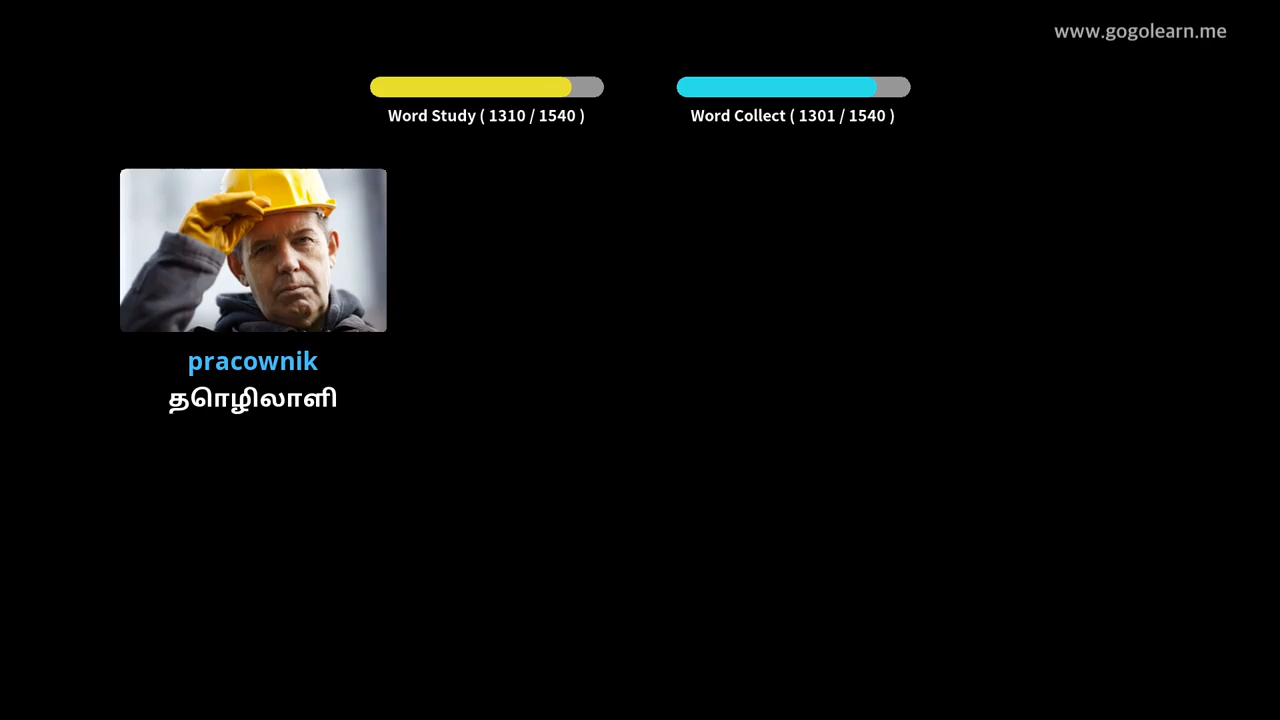 www.gogolearn.me
Word Study ( 1310 / 1540 )
Word Collect ( 1301 / 1540 )
pracownik
தொழிலாளி